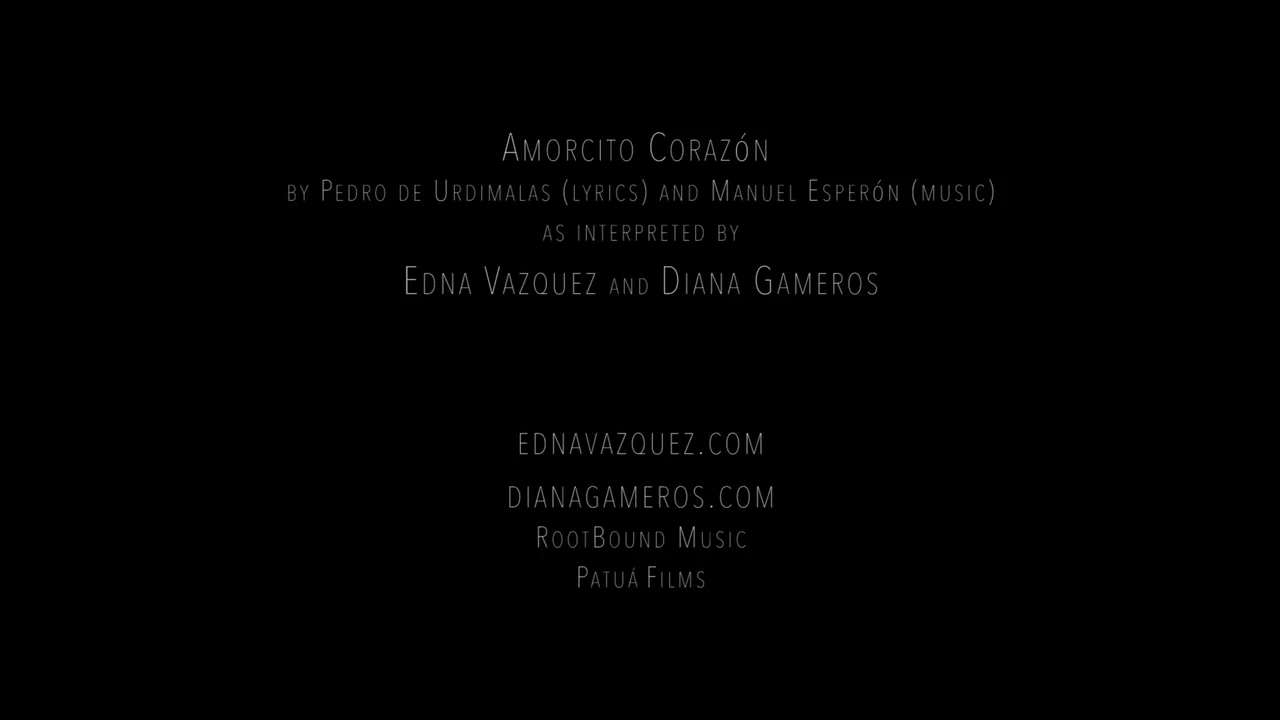 Amorcito Corazón
by Pedro de Urdimalas (lyrics) and Manuel Esperón (music)
as interpreted by
Edna Vazquez and Diana Gameros
ednavazquez.com
dianagameros.com
RootBound Music
Patuá Films